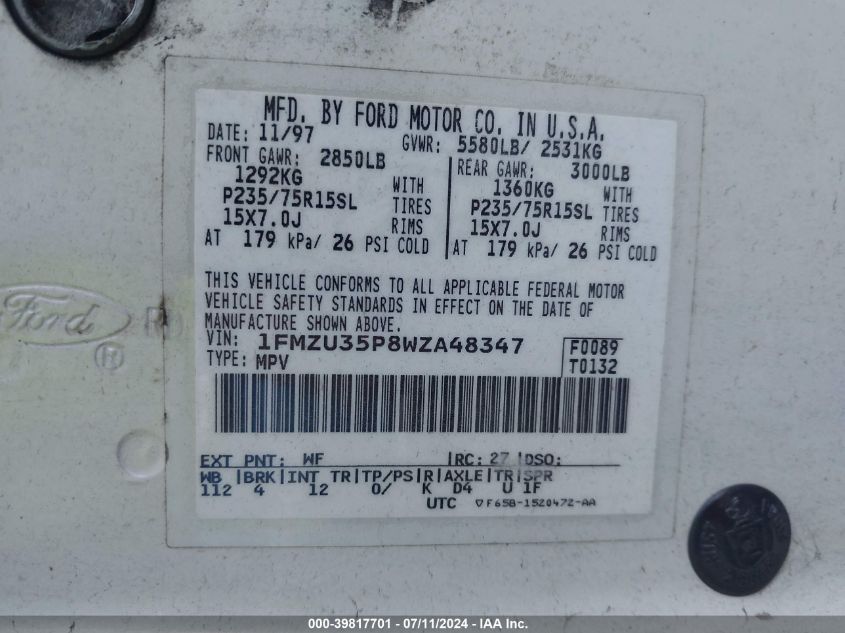 MFD. BY FORD MOTOR CO. IN U.S.A.
DATE: 11/97 GVWR: 5580LB/ 2531KG
FRONT GAWR: 2850LB REAR GAWR: 3000LB
1292KG WITH 1360KG WITH
P235/75R15SL TIRES P235/75R15SL TIRES
15X7.0J RIMS 15X7.0J RIMS
AT 179 kPa/ 26 PSI COLD AT 179 kPa/ 26 PSI COLD
THIS VEHICLE CONFORMS TO ALL APPLICABLE FEDERAL MOTOR
VEHICLE SAFETY STANDARDS IN EFFECT ON THE DATE OF
MANUFACTURE SHOWN ABOVE.
VIN: 1FMZU35P8WZA48347 F0089
TYPE: MPV T0132
Ford
®
EXT PNT: WF |RC: 27 |DSO:
WB |BRK|INT TR|TP/PS|R|AXLE|TR|SPR
112 4 12 0/ K D4 U 1F
UTC ▽F65B-1520472-AA
000-39817701 - 07/11/2024 - IAA Inc.